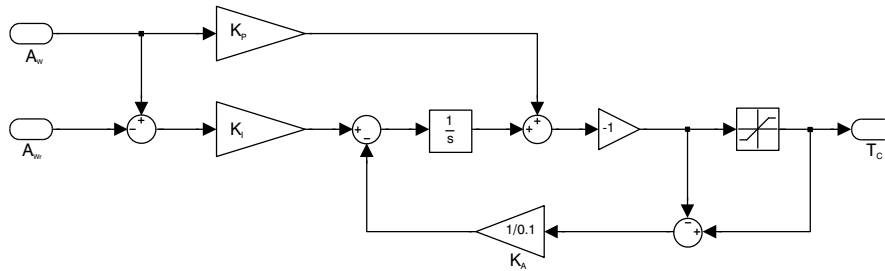 A_w
K_P
A_wr
K_I
1
s
-1
T_C
1/0.1
K_A
+
−
+
−
+
+
−
+